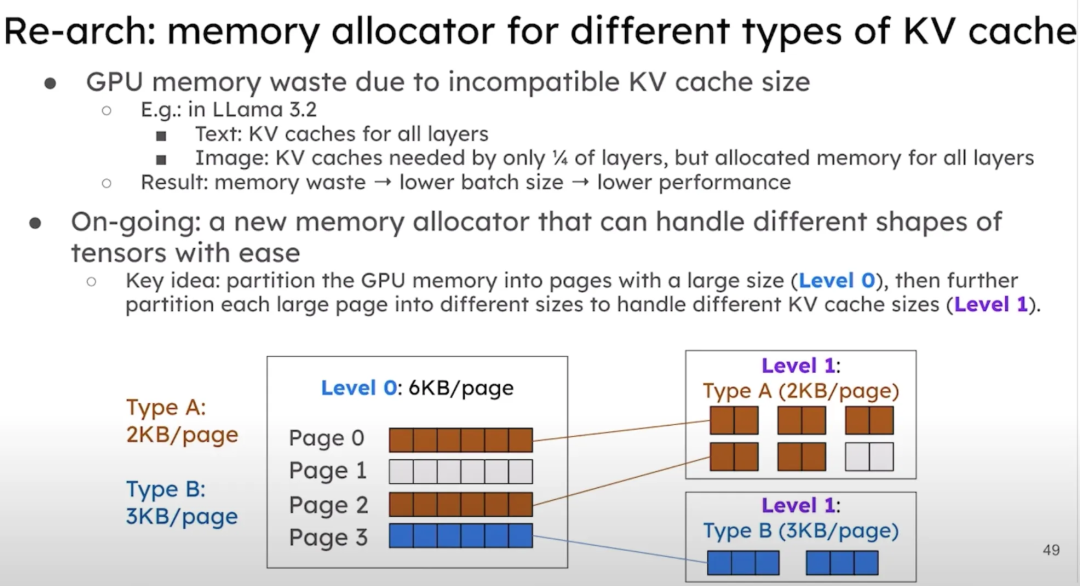 Re-arch: memory allocator for different types of KV cache
● GPU memory waste due to incompatible KV cache size
○ E.g.: in LLama 3.2
■ Text: KV caches for all layers
■ Image: KV caches needed by only ¼ of layers, but allocated memory for all layers
○ Result: memory waste → lower batch size → lower performance
● On-going: a new memory allocator that can handle different shapes of
tensors with ease
○ Key idea: partition the GPU memory into pages with a large size (Level 0), then further
partition each large page into different sizes to handle different KV cache sizes (Level 1).
Type A:
2KB/page
Type B:
3KB/page
Level 0: 6KB/page
Page 0
Page 1
Page 2
Page 3
Level 1:
Type A (2KB/page)
Level 1:
Type B (3KB/page)
49